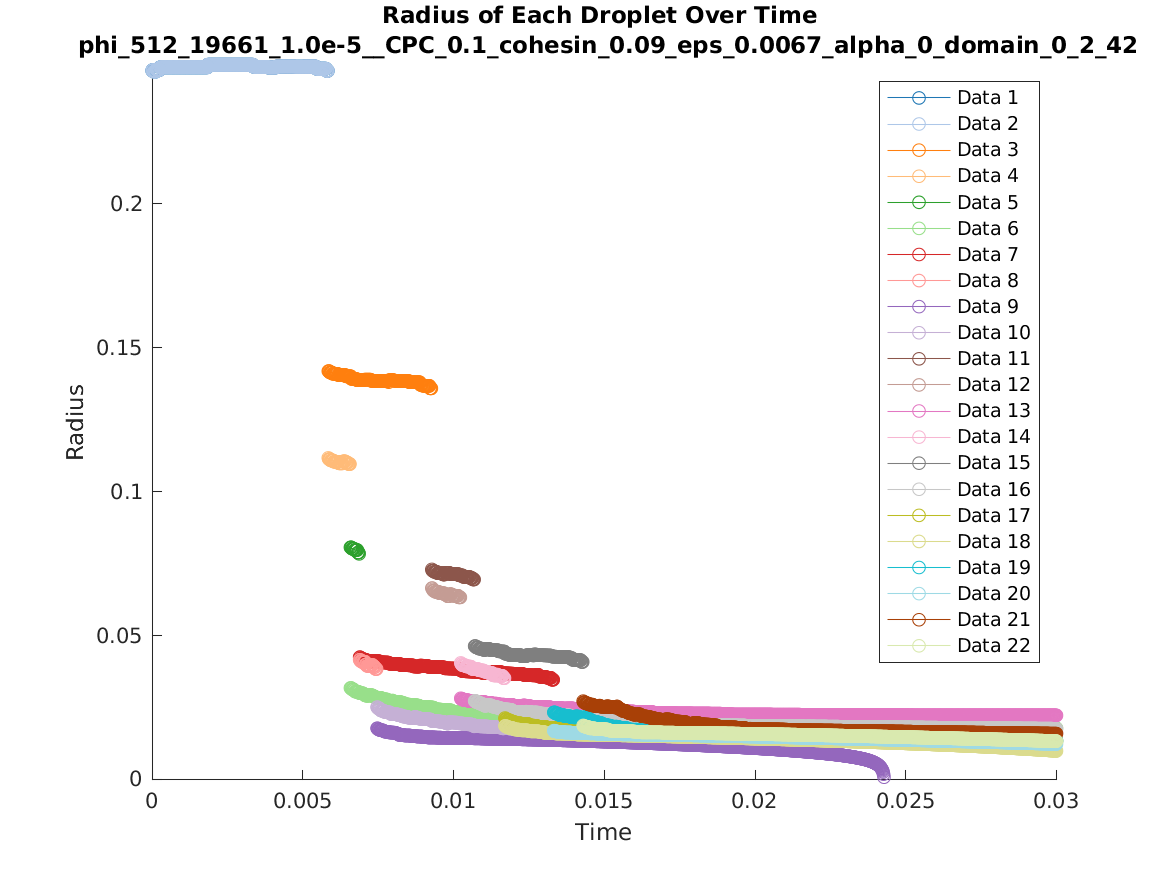 Radius of Each Droplet Over Time
phi_512_19661_1.0e-5__CPC_0.1_cohesin_0.09_eps_0.0067_alpha_0_domain_0_2_42
Data 1
Data 2
Data 3
Data 4
Data 5
Data 6
Data 7
Data 8
Data 9
Data 10
Data 11
Data 12
Data 13
Data 14
Data 15
Data 16
Data 17
Data 18
Data 19
Data 20
Data 21
Data 22
Radius
0.2
0.15
0.1
0.05
0
0
0.005
0.01
0.015
0.02
0.025
0.03
Time